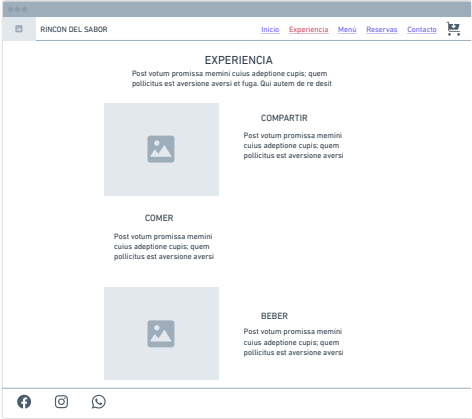 RINCON DEL SABOR
Inicio Experiencia Menú Reservas Contacto
EXPERIENCIA
Post votum promissa memini cuius adeptione cupis; quem
pollicitus est aversione aversi et fuga. Qui autem de re desit
COMPARTIR
Post votum promissa memini
cuius adeptione cupis; quem
pollicitus est aversione aversi
COMER
Post votum promissa memini
cuius adeptione cupis; quem
pollicitus est aversione aversi
BEBER
Post votum promissa memini
cuius adeptione cupis; quem
pollicitus est aversione aversi